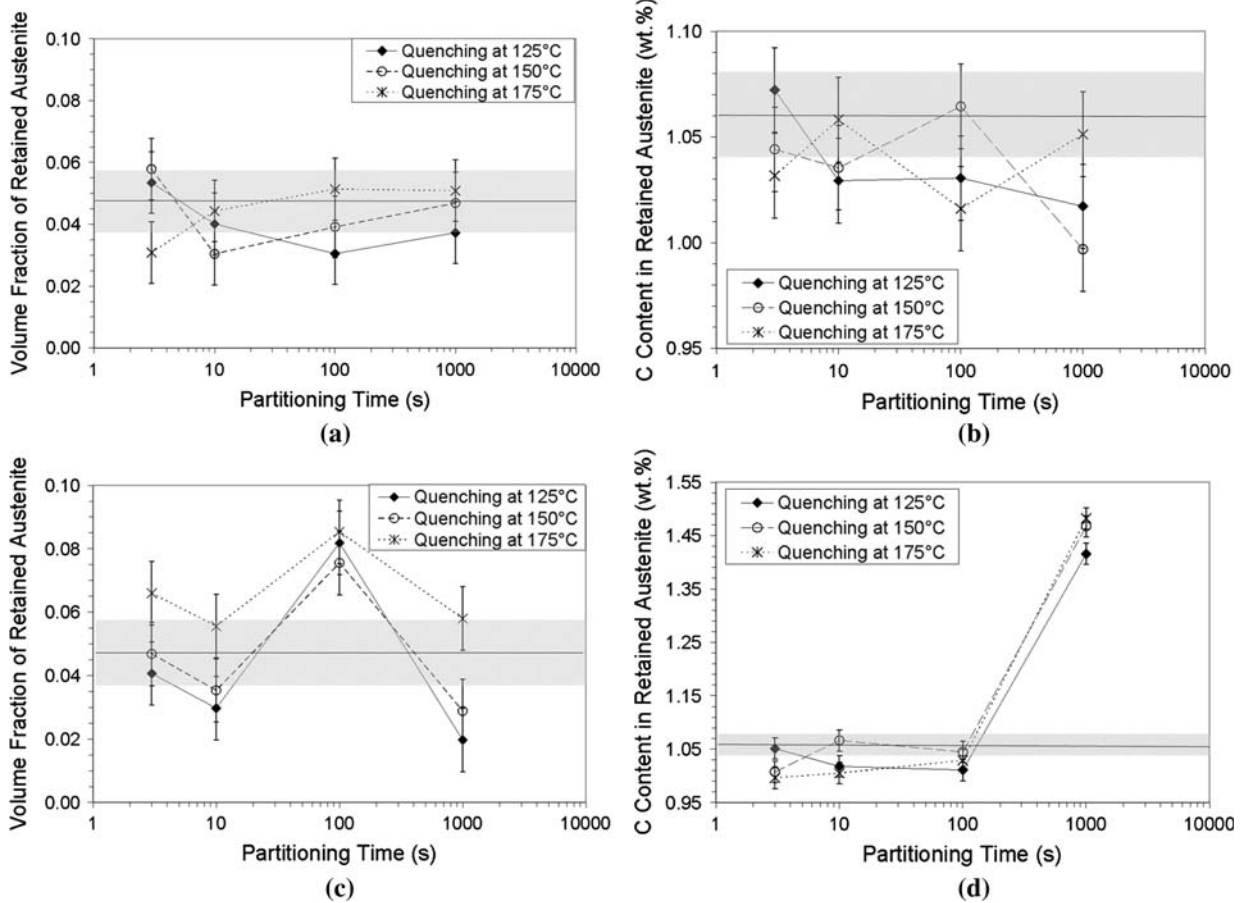 Volume Fraction of Retained Austenite
0.10
0.08
0.06
0.04
0.02
0.00
Quenching at 125°C
Quenching at 150°C
Quenching at 175°C
1 10 100 1000 10000
Partitioning Time (s)
(a)
C Content in Retained Austenite (wt.%)
1.10
1.05
1.00
0.95
Quenching at 125°C
Quenching at 150°C
Quenching at 175°C
1 10 100 1000 10000
Partitioning Time (s)
(b)
Volume Fraction of Retained Austenite
0.10
0.08
0.06
0.04
0.02
0.00
Quenching at 125°C
Quenching at 150°C
Quenching at 175°C
1 10 100 1000 10000
Partitioning Time (s)
(c)
C Content in Retained Austenite (wt.%)
1.55
1.45
1.35
1.25
1.15
1.05
0.95
Quenching at 125°C
Quenching at 150°C
Quenching at 175°C
1 10 100 1000 10000
Partitioning Time (s)
(d)